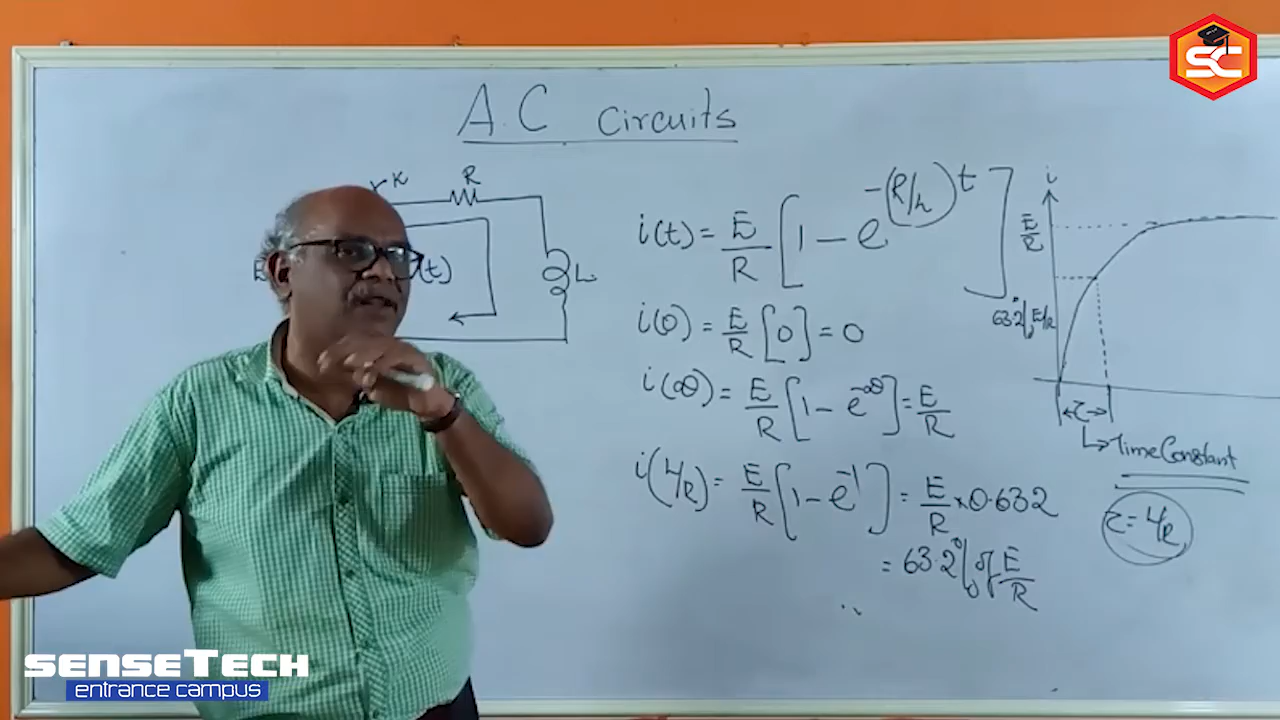 SC
A.C Circuits
K
R
E
(t)
L
i(t) = E/R [1 - e^-(R/L)t]
i(0) = E/R [0] = 0
i(∞) = E/R [1 - e^-∞] = E/R
i(L/R) = E/R [1 - e^-1] = E/R × 0.632
= 63.2% of E/R
i
E/R
63.2% E/R
τ
↳ Time Constant
τ = L/R
SENSETECH
entrance campus